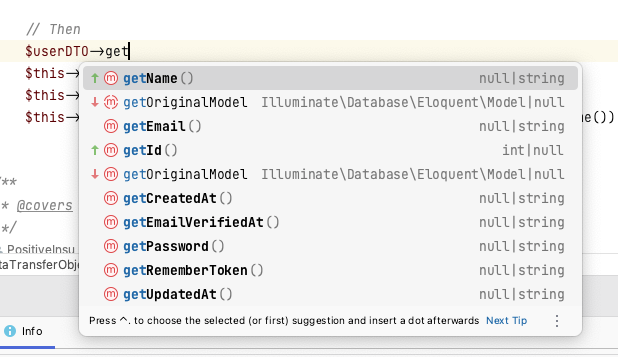 // Then
$userDTO->get
$this->
getName() null|string
$this->
getOriginalModel Illuminate\Database\Eloquent\Model|null
$this-> e())
getEmail() null|string
getId() int|null
getOriginalModel Illuminate\Database\Eloquent\Model|null
/**
getCreatedAt() null|string
* @covers
getEmailVerifiedAt() null|string
*/
getPassword() null|string
PositiveInsu
getRememberToken() null|string
taTransferObje
getUpdatedAt() null|string
Press ^. to choose the selected (or first) suggestion and insert a dot afterwards Next Tip
Info